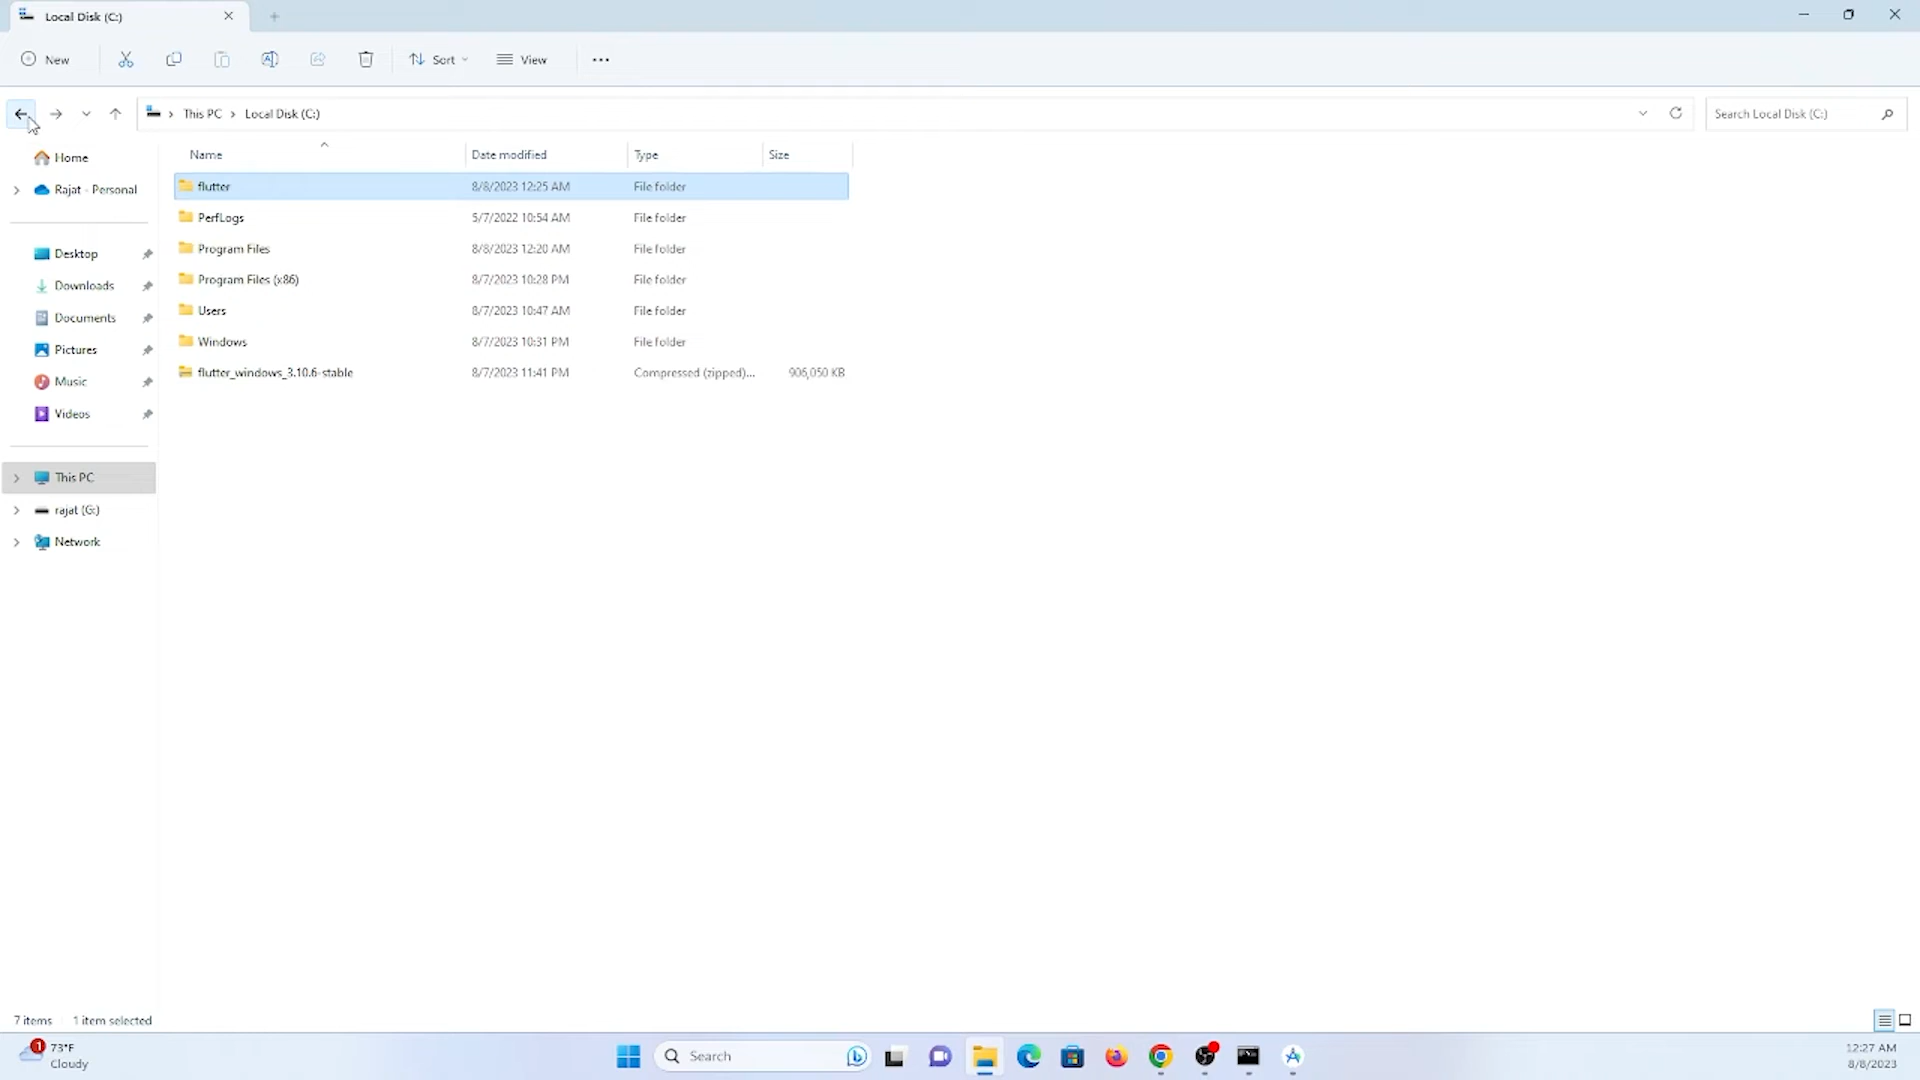 Local Disk (C:)
New
Sort
View
This PC
Local Disk (C:)
Search Local Disk (C:)
Home
Rajat - Personal
Desktop
Downloads
Documents
Pictures
Music
Videos
This PC
rajat (G:)
Network
Name Date modified Type Size
flutter 8/8/2023 12:25 AM File folder
PerfLogs 5/7/2022 10:54 AM File folder
Program Files 8/8/2023 12:20 AM File folder
Program Files (x86) 8/7/2023 10:28 PM File folder
Users 8/7/2023 10:47 AM File folder
Windows 8/7/2023 10:31 PM File folder
flutter_windows_3.10.6-stable 8/7/2023 11:41 PM Compressed (zipped)... 906,050 KB
7 items 1 item selected
1
73°F
Cloudy
Search
12:27 AM
8/8/2023